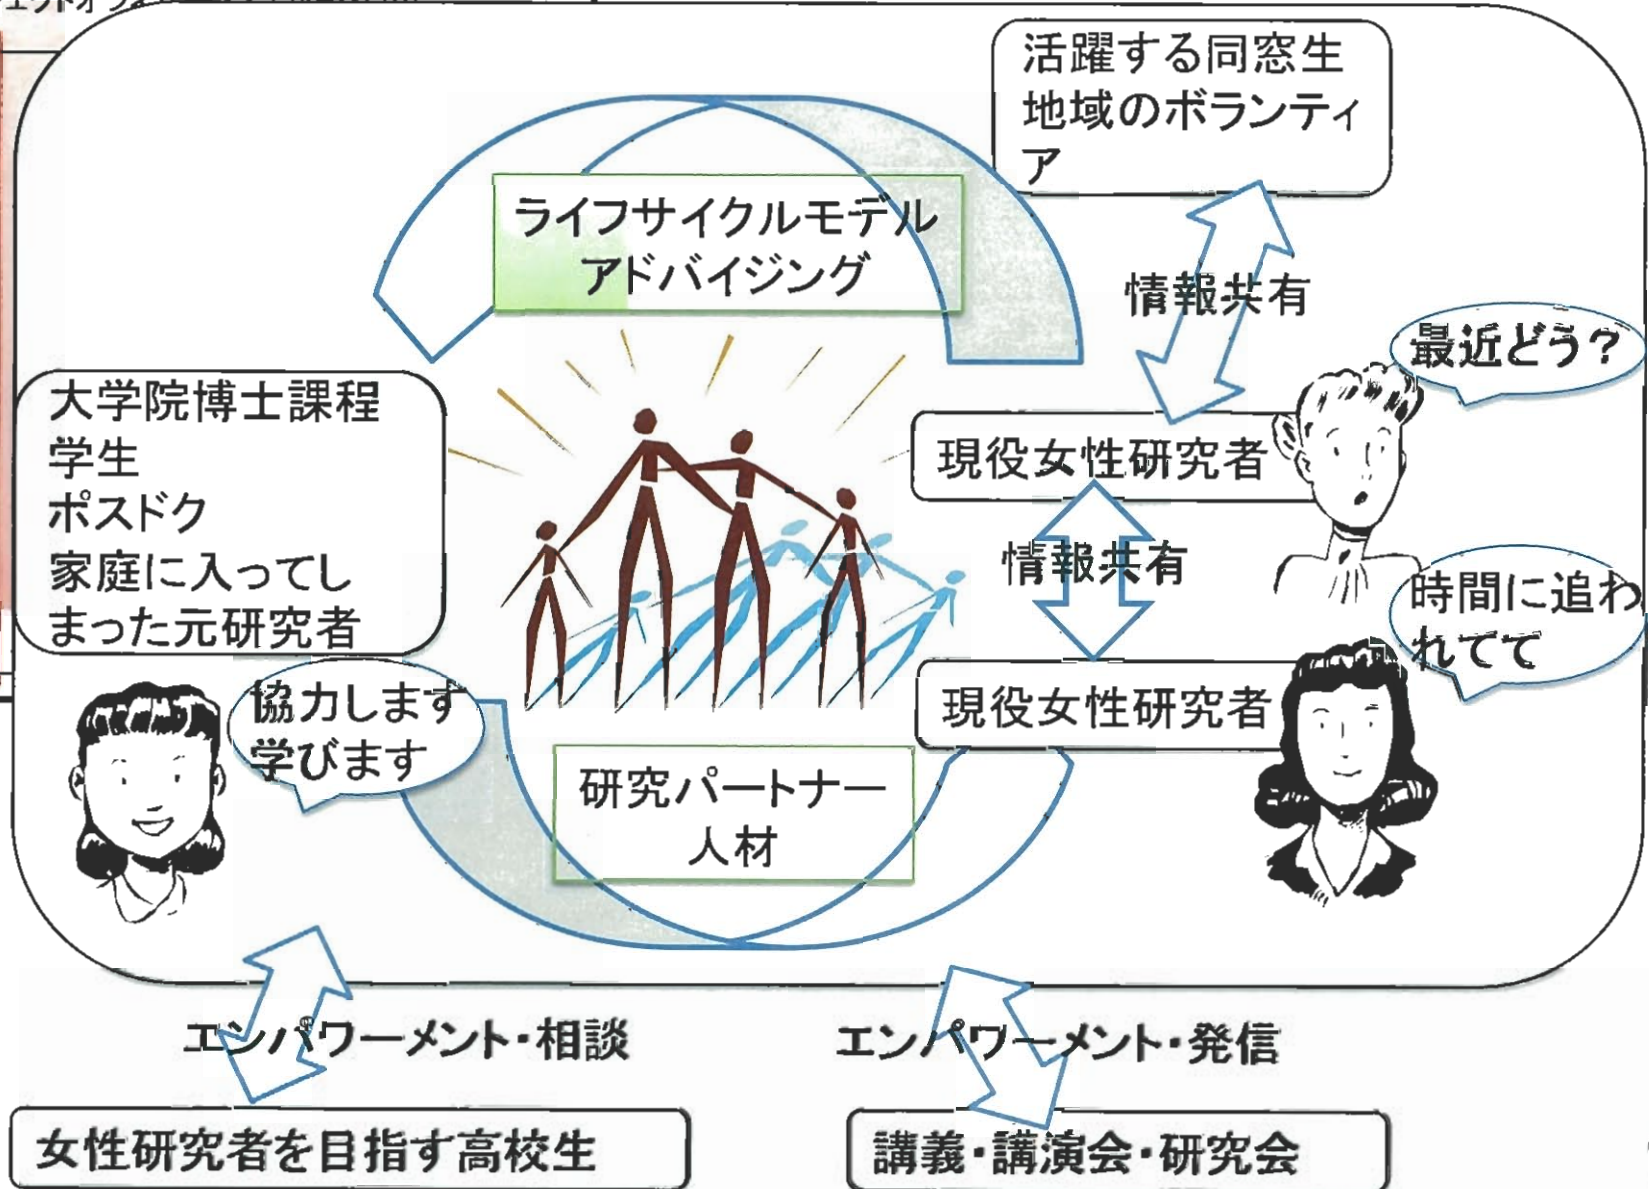 活躍する同窓生
地域のボランティ
ア
ライフサイクルモデル
アドバイジング
情報共有
最近どう？
大学院博士課程
学生
ポスドク
家庭に入ってし
まった元研究者
現役女性研究者
情報共有
時間に追わ
れてて
協力します
学びます
現役女性研究者
研究パートナー
人材
エンパワーメント・相談
エンパワーメント・発信
女性研究者を目指す高校生
講義・講演会・研究会